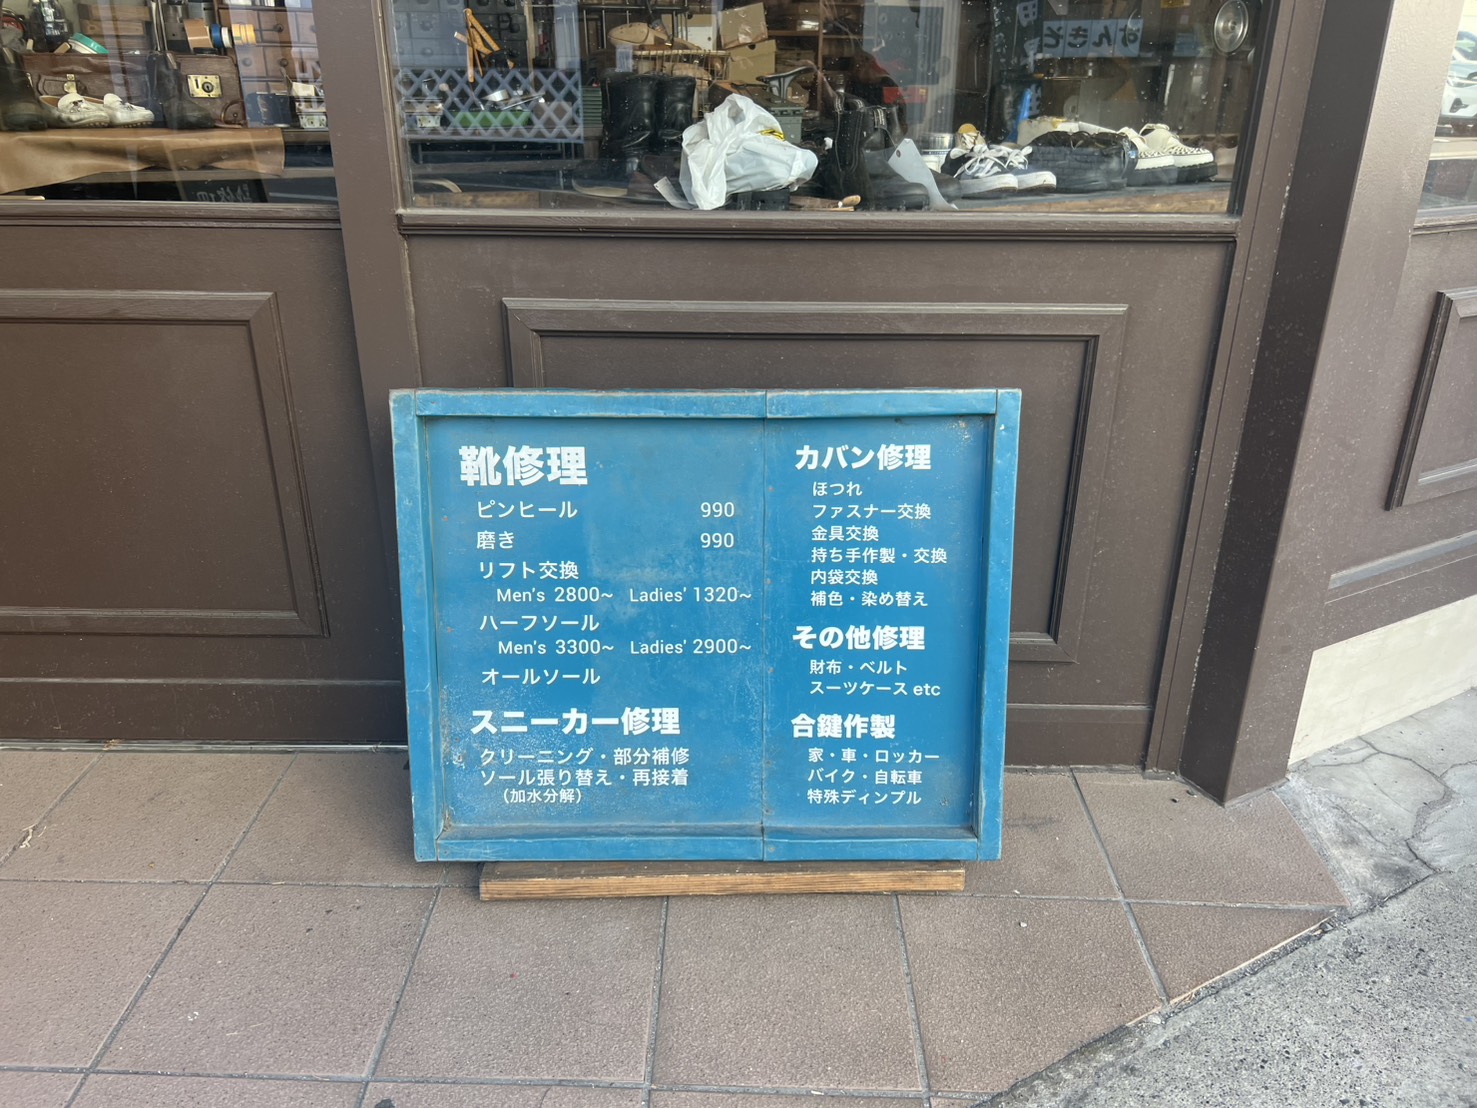 靴修理
ピンヒール 990
磨き 990
リフト交換
Men's 2800~ Ladies' 1320~
ハーフソール
Men's 3300~ Ladies' 2900~
オールソール
スニーカー修理
クリーニング・部分補修
ソール張り替え・再接着
(加水分解)
カバン修理
ほつれ
ファスナー交換
金具交換
持ち手作製・交換
内袋交換
補色・染め替え
その他修理
財布・ベルト
スーツケース etc
合鍵作製
家・車・ロッカー
バイク・自転車
特殊ディンプル